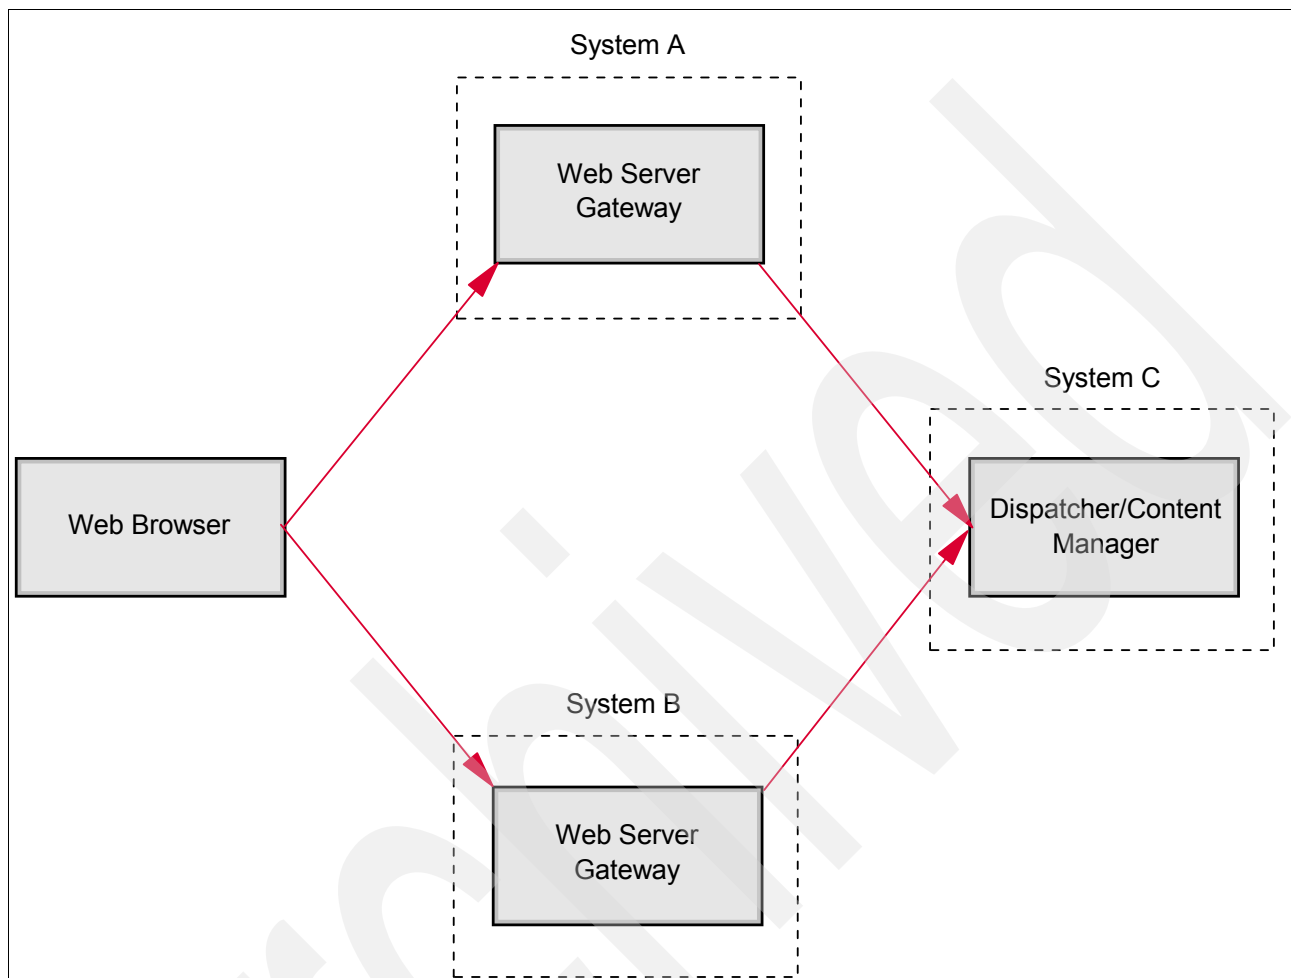 System A
Web Server
Gateway
System C
Web Browser
Dispatcher/Content
Manager
System B
Web Server
Gateway